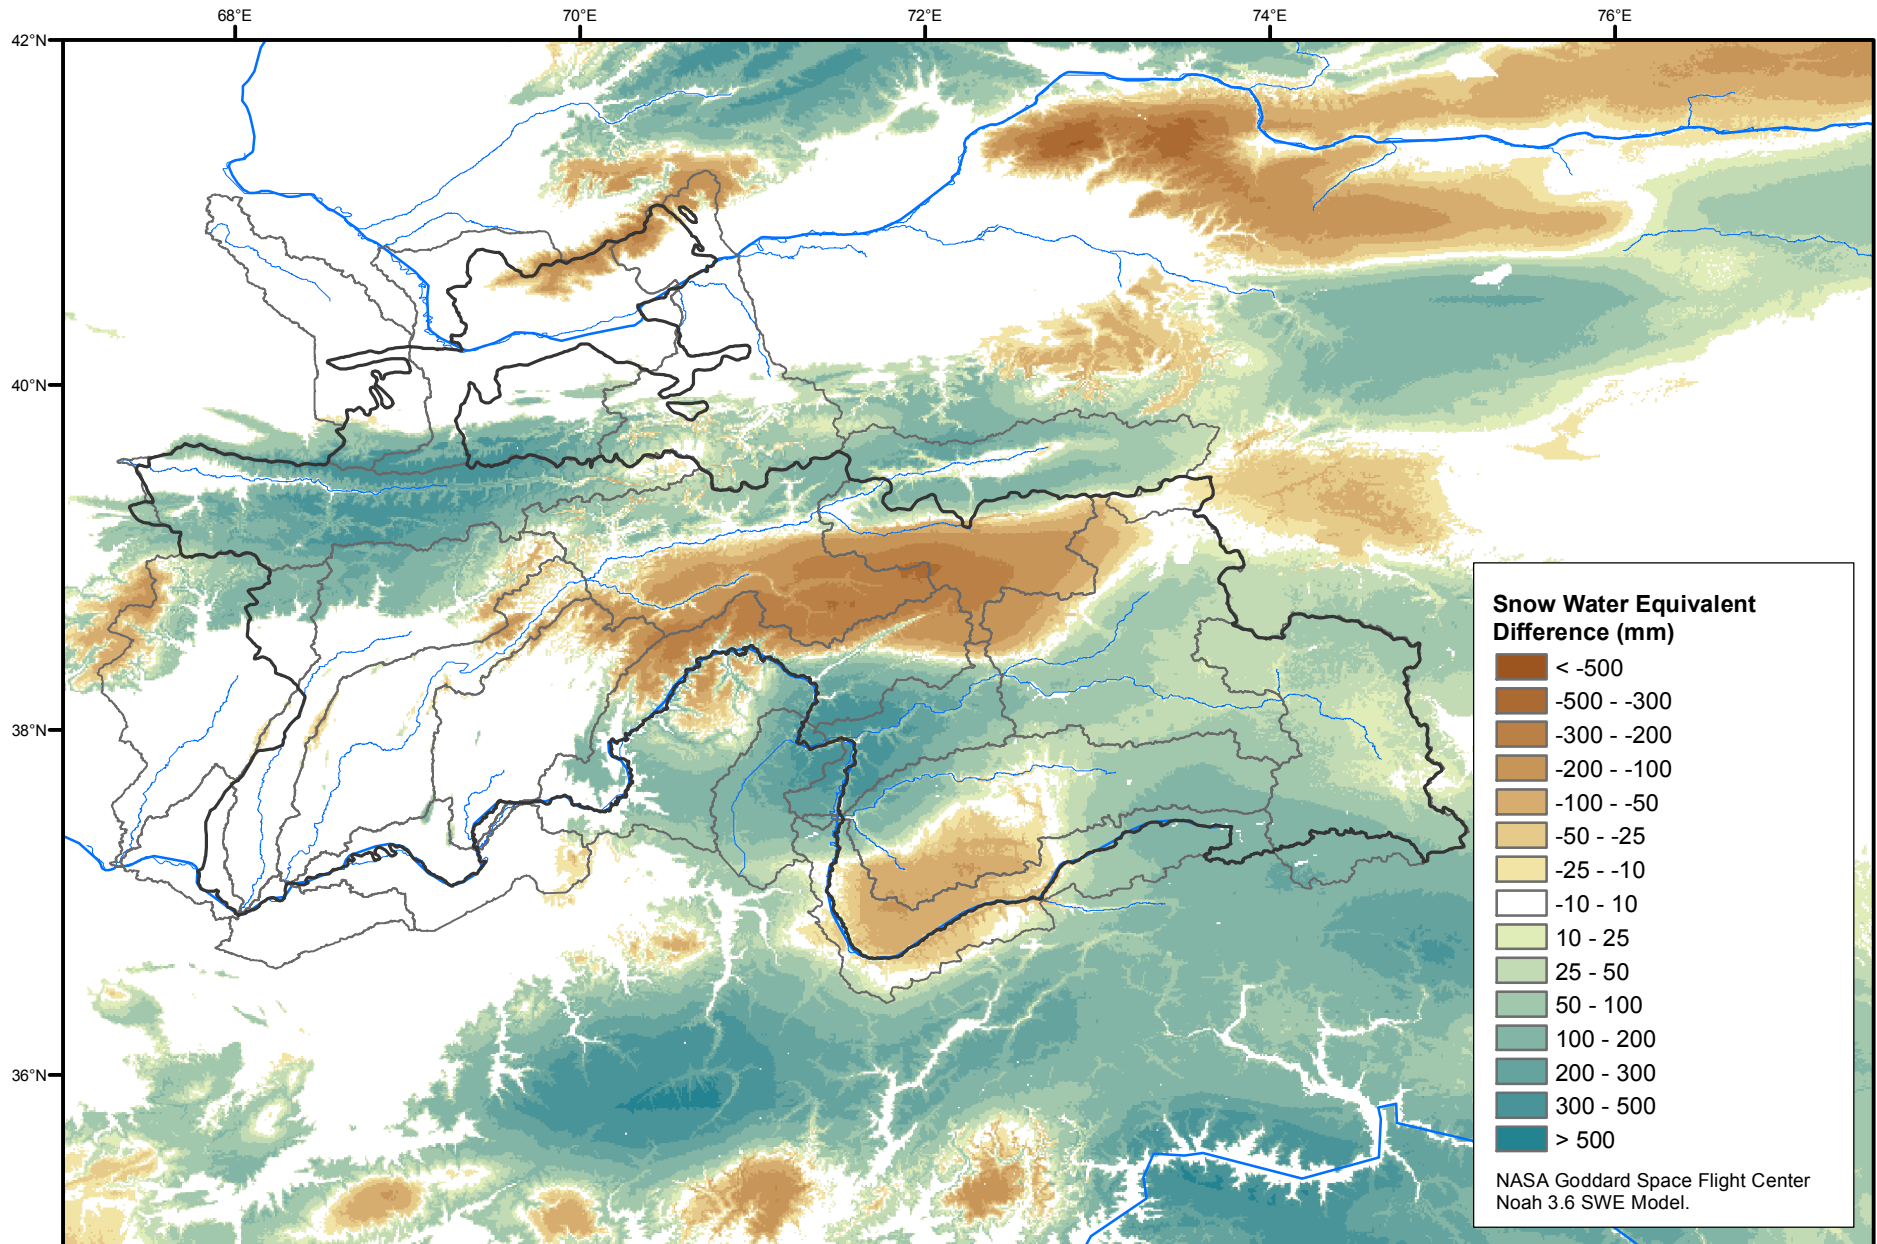 68°E
70°E
72°E
74°E
76°E
42°N
40°N
38°N
36°N
Snow Water Equivalent
Difference (mm)
< -500
-500 - -300
-300 - -200
-200 - -100
-100 - -50
-50 - -25
-25 - -10
-10 - 10
10 - 25
25 - 50
50 - 100
100 - 200
200 - 300
300 - 500
> 500
NASA Goddard Space Flight Center
Noah 3.6 SWE Model.